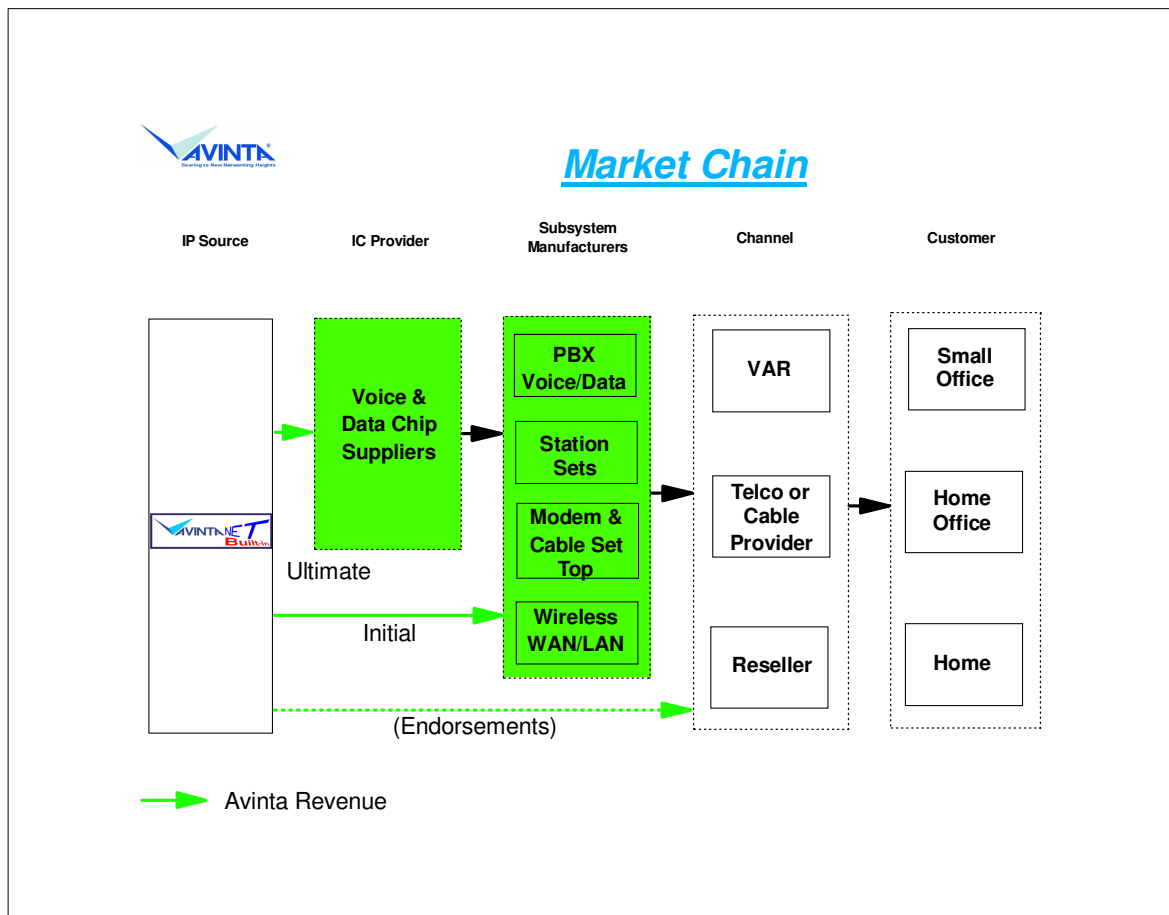 AVINTA®
Soaring to New Networking Heights
Market Chain
IP Source
IC Provider
Subsystem
Manufacturers
Channel
Customer
Voice &
Data Chip
Suppliers
PBX
Voice/Data
Station
Sets
Modem &
Cable Set
Top
Wireless
WAN/LAN
VAR
Telco or
Cable
Provider
Reseller
Small
Office
Home
Office
Home
AVINTANET
Built-In
Ultimate
Initial
(Endorsements)
Avinta Revenue